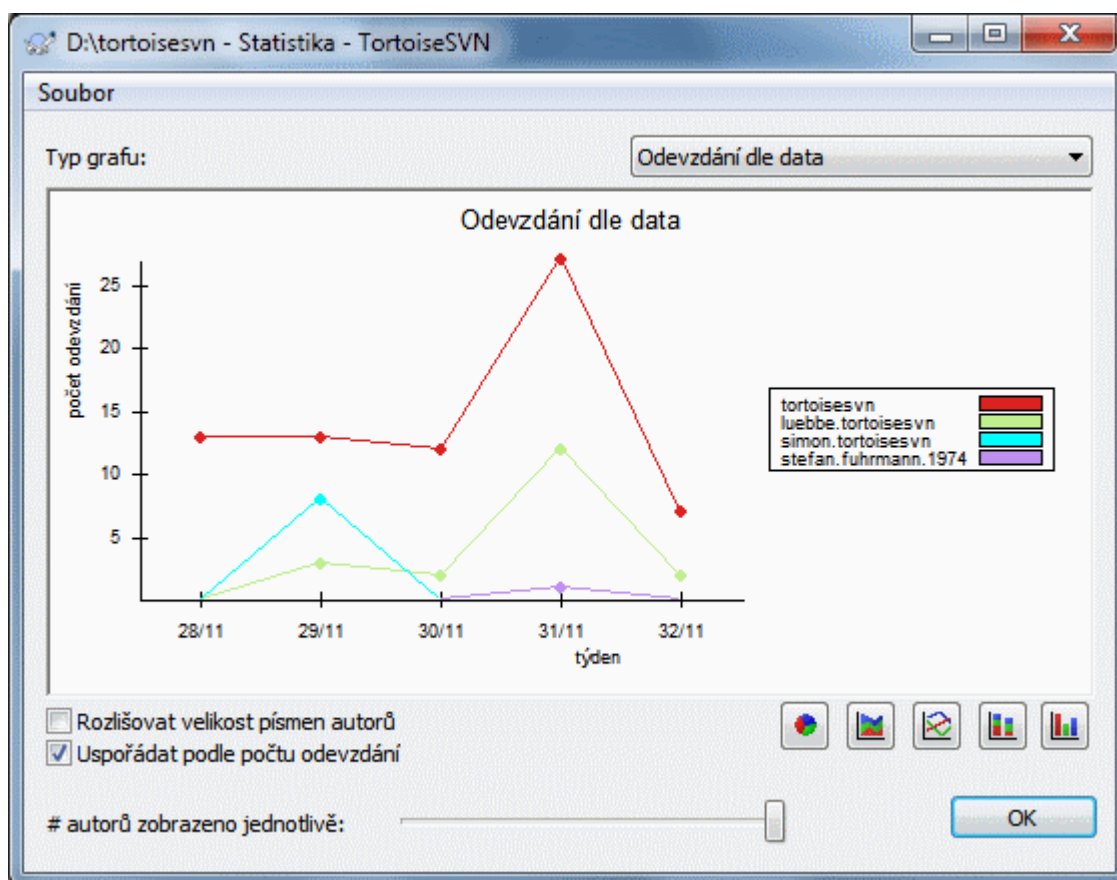 D:\tortoisesvn - Statistika - TortoiseSVN
Soubor
Typ grafu:
Odevzdání dle data
Odevzdání dle data
počet odevzdání
25
20
15
10
5
28/11
29/11
30/11
31/11
32/11
týden
tortoisesvn
luebbe.tortoisesvn
simon.tortoisesvn
stefan.fuhrmann.1974
Rozlišovat velikost písmen autorů
Uspořádat podle počtu odevzdání
# autorů zobrazeno jednotlivě:
OK